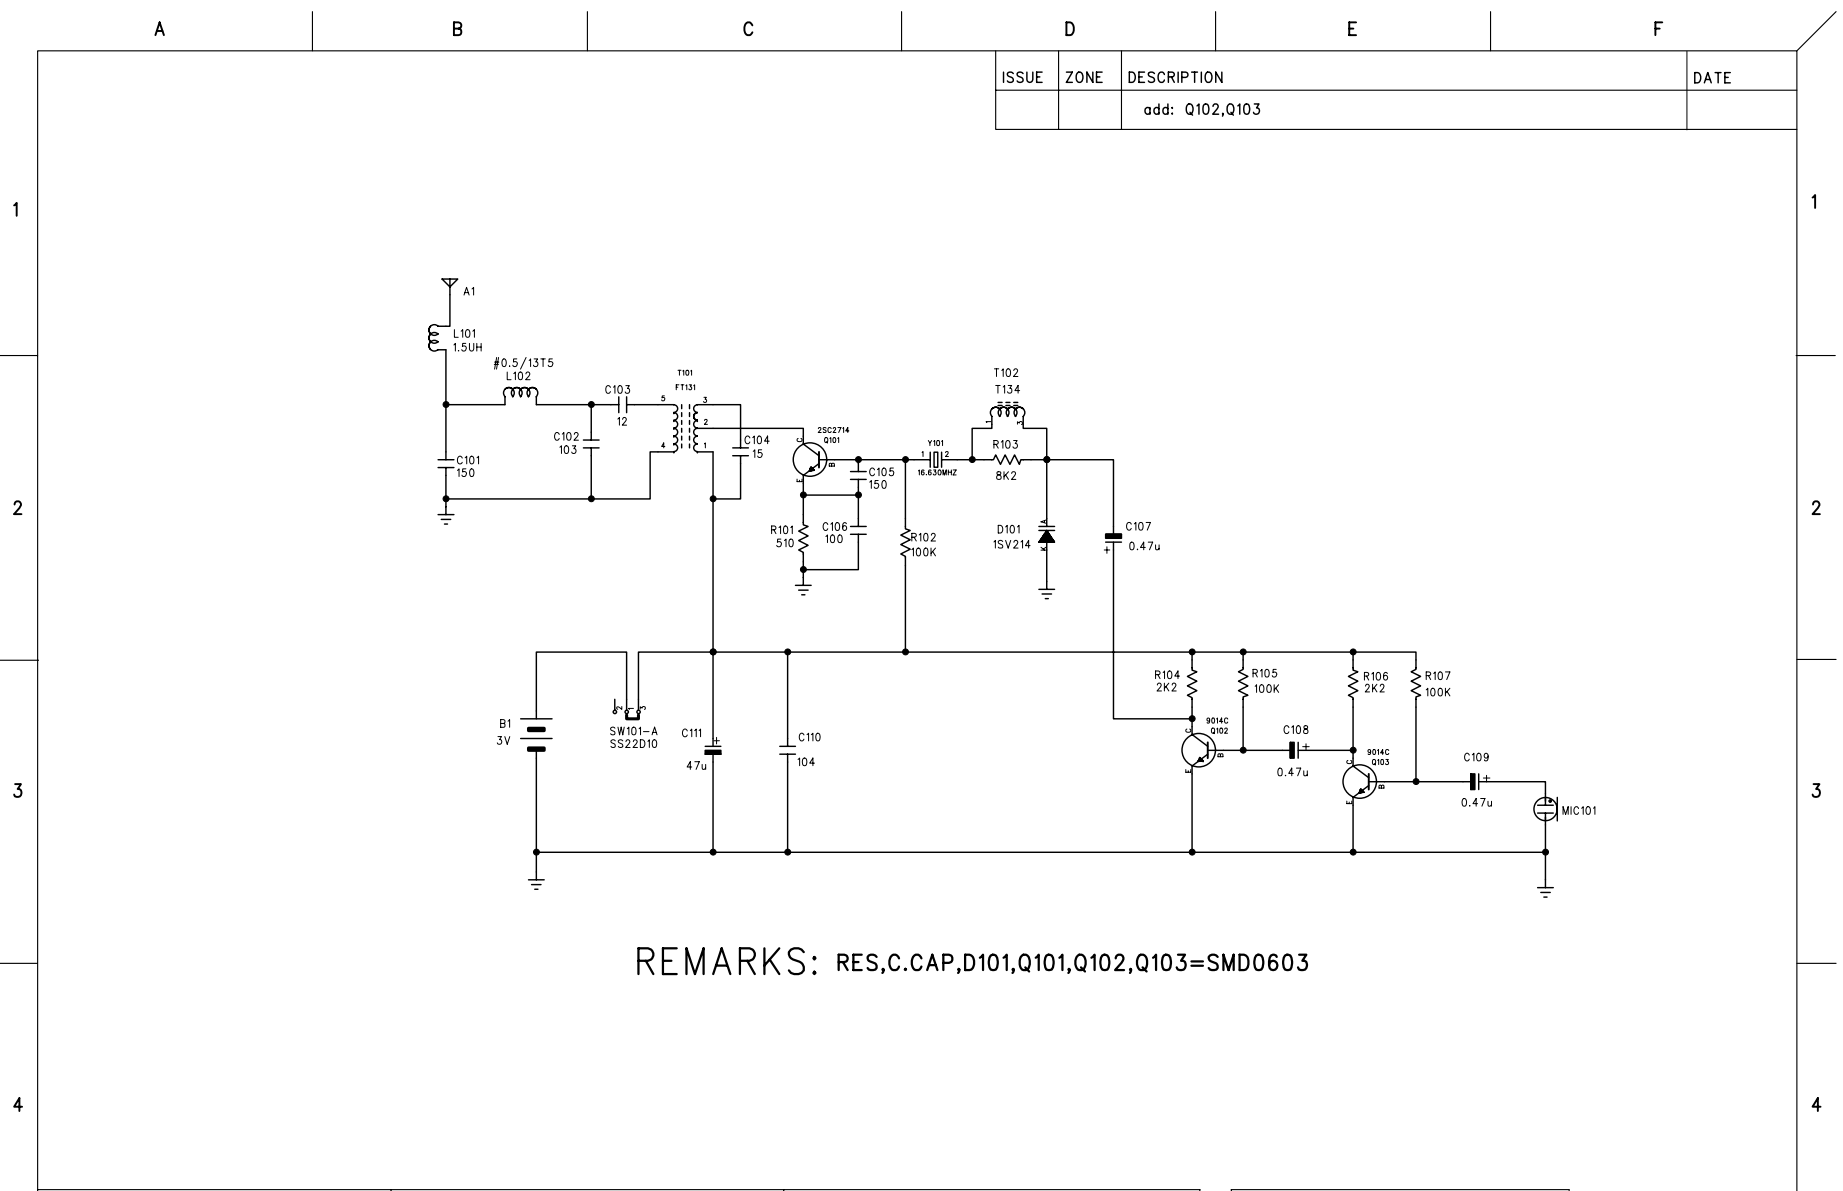 A B C D E F
ISSUE ZONE DESCRIPTION DATE
add: Q102,Q103
1 1
A1
L101
1.5UH
#0.5/13T5
L102
C103
12
C102
103
C101
150
T101
FT131
5 3
2
4 1
C104
15
2SC2714
Q101
C
B
E
C105
150
R101
510
C106
100
R102
100K
Y101
1 2
16.630MHZ
T102
T134
1 3
R103
8K2
D101
1SV214
A
K
C107
+ 0.47u
2 2
B1
3V
2 1 3
SW101-A
SS22D10
C111
+
47u
C110
104
R104
2K2
R105
100K
R106
2K2
R107
100K
9014C
Q102
C
B
E
C108
+
0.47u
9014C
Q103
C
B
E
C109
+
0.47u
MIC101
3 3
REMARKS: RES,C.CAP,D101,Q101,Q102,Q103=SMD0603
4 4